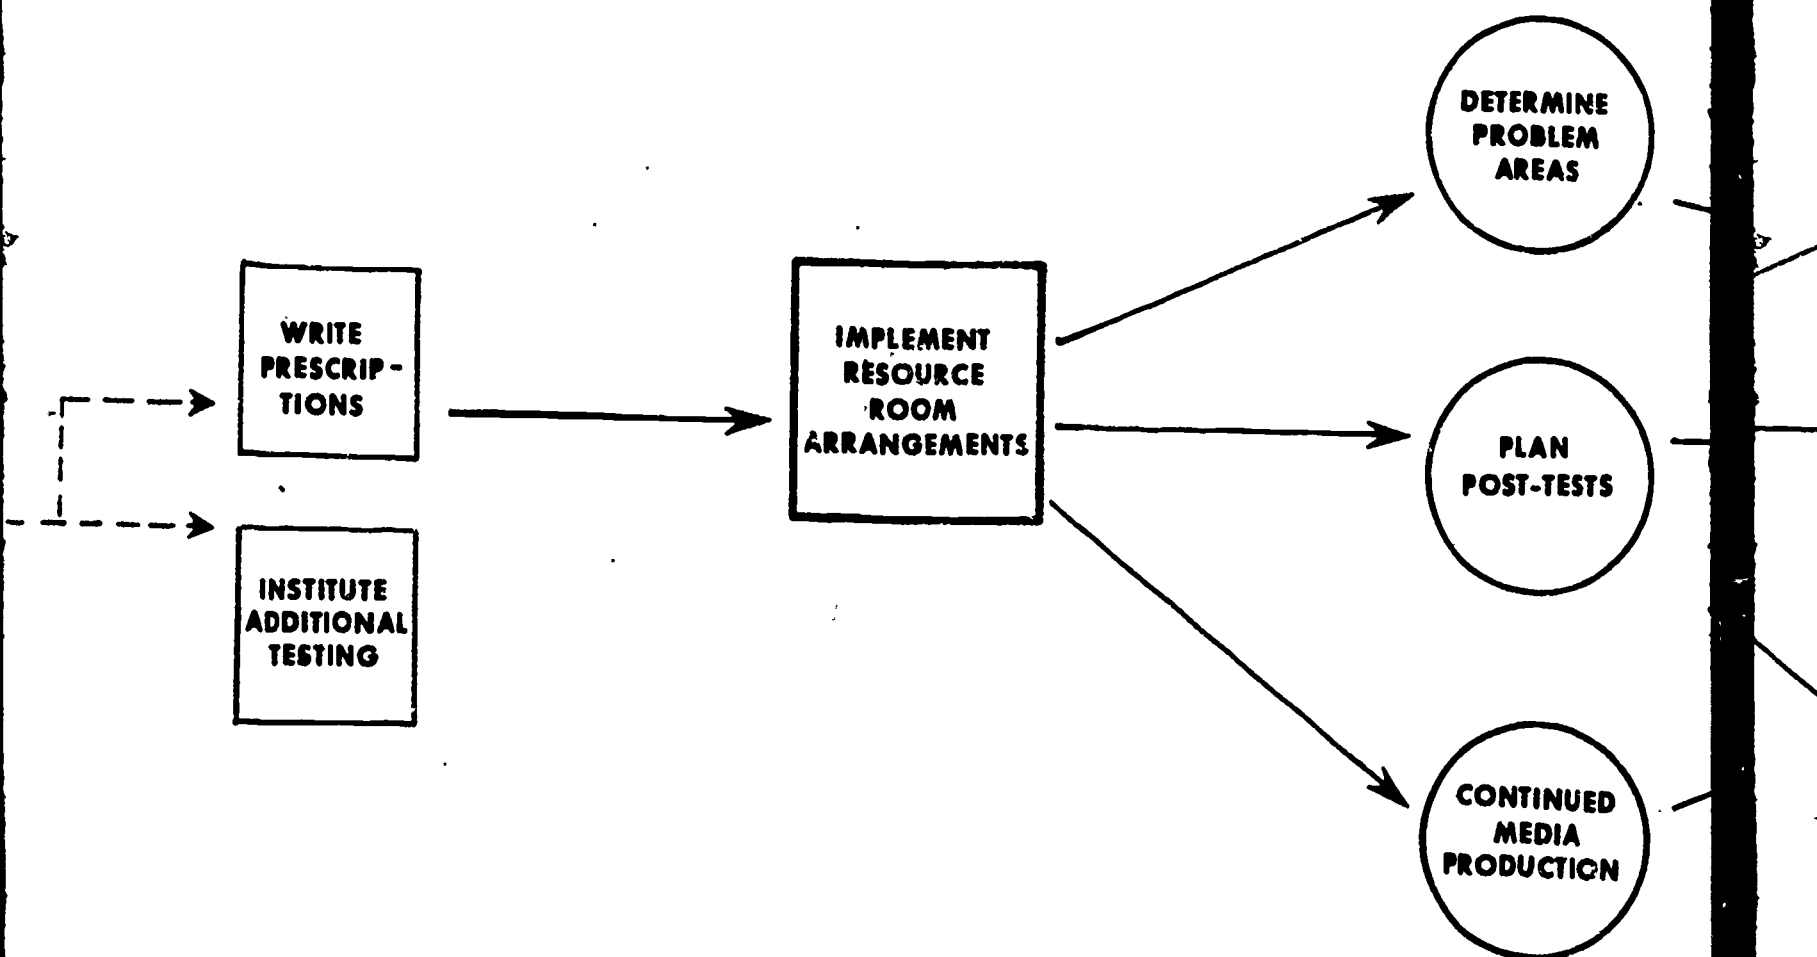 WRITE
PRESCRIP-
TIONS
INSTITUTE
ADDITIONAL
TESTING
IMPLEMENT
RESOURCE
ROOM
ARRANGEMENTS
DETERMINE
PROBLEM
AREAS
PLAN
POST-TESTS
CONTINUED
MEDIA
PRODUCTION